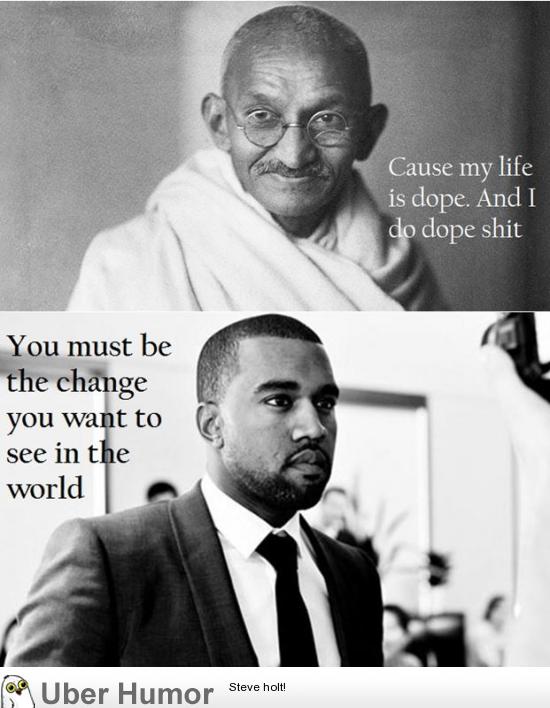 Cause my life
is dope. And I
do dope shit
You must be
the change
you want to
see in the
world
Uber Humor
Steve holt!